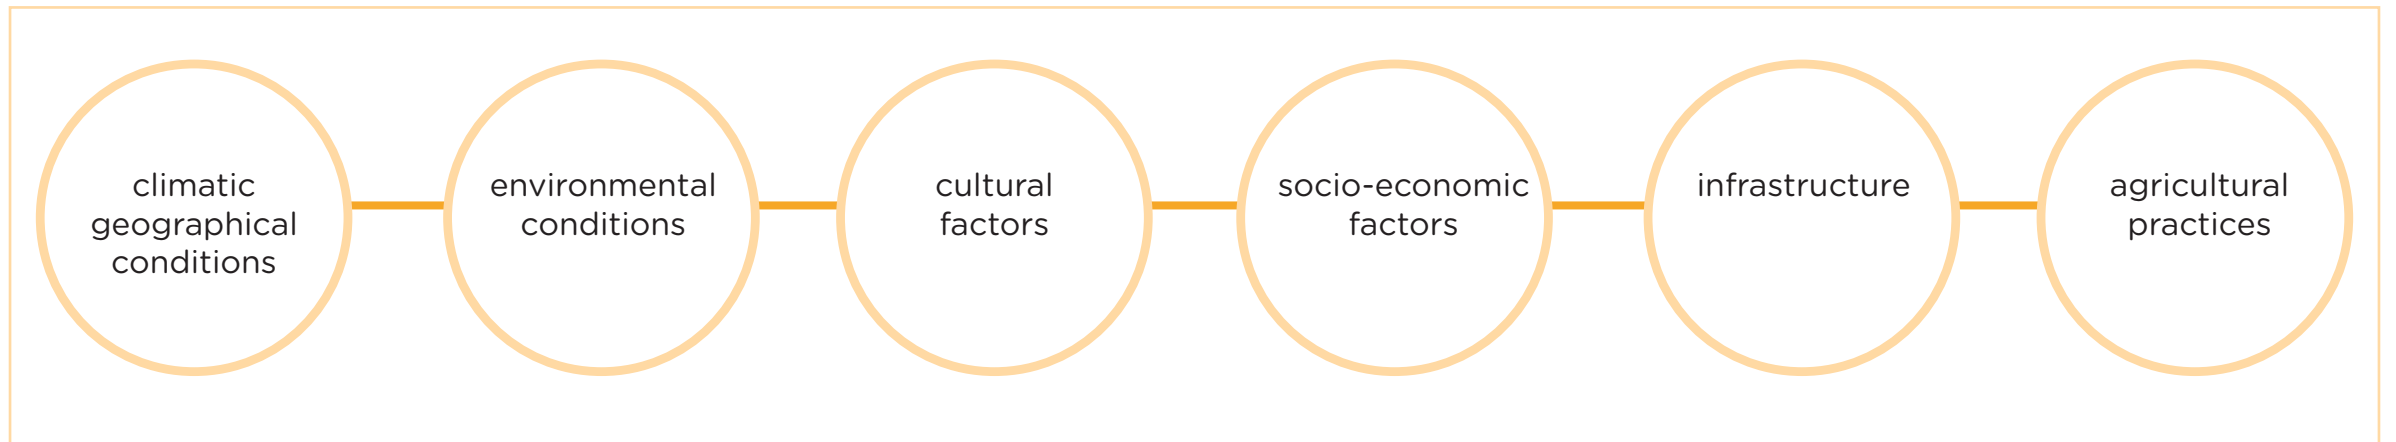 climatic
geographical
conditions
environmental
conditions
cultural
factors
socio-economic
factors
infrastructure
agricultural
practices